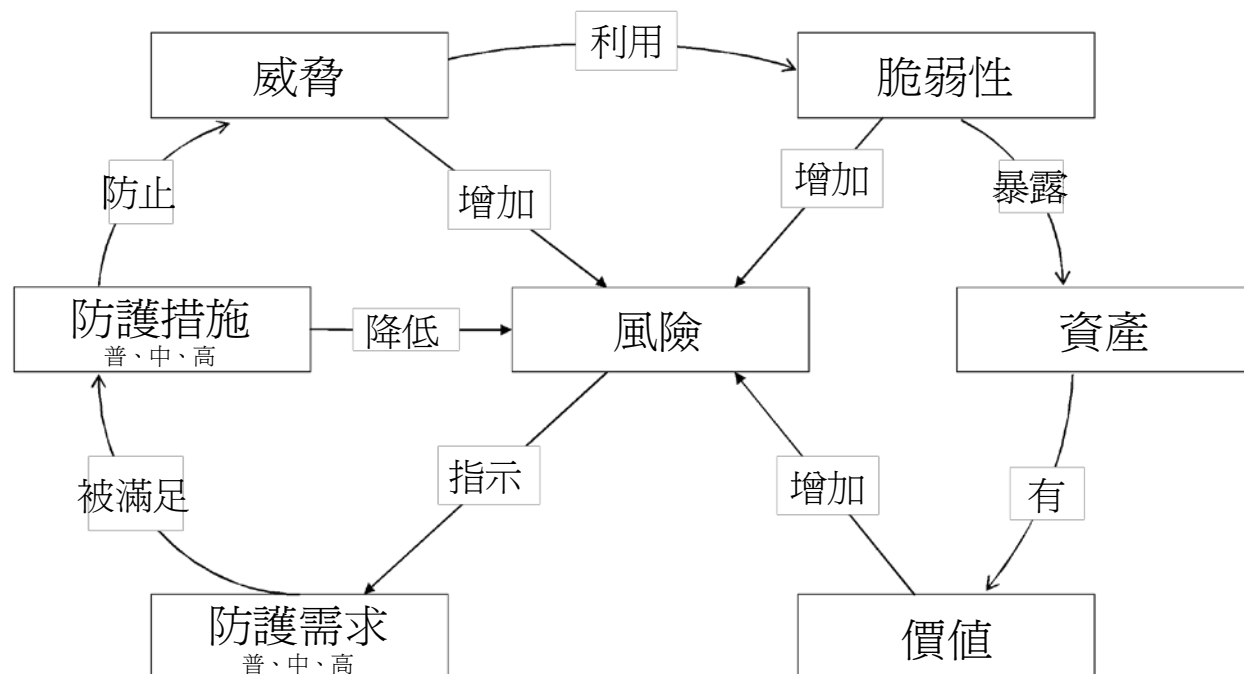 利用
威脅
脆弱性
防止
增加
增加
暴露
防護措施
普、中、高
降低
風險
資產
被滿足
指示
增加
有
防護需求
普、中、高
價值